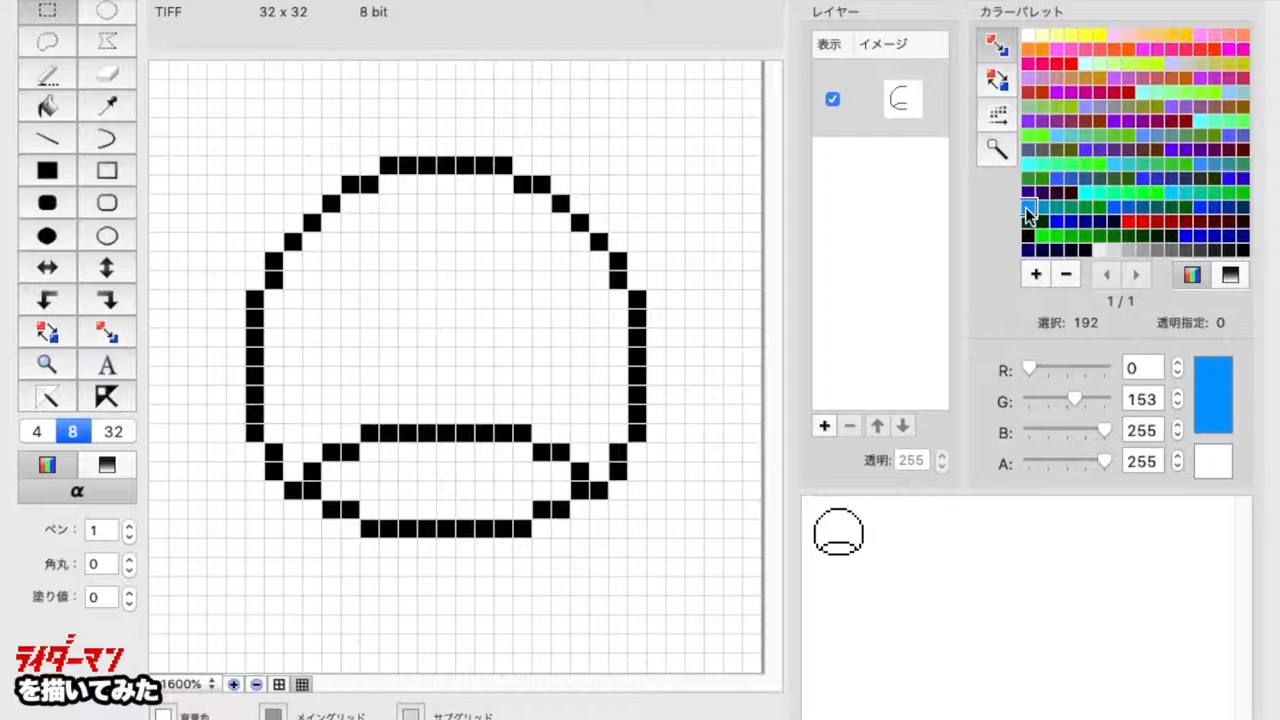 TIFF 32 x 32 8 bit
レイヤー
カラーパレット
表示 イメージ
1 / 1
選択: 192 透明指定: 0
R: 0
G: 153
B: 255
A: 255
透明: 255
A
4 8 32
α
ペン: 1
角丸: 0
塗り値: 0
ライダーマン
を描いてみた
1600%
背景色 メイングリッド サブグリッド